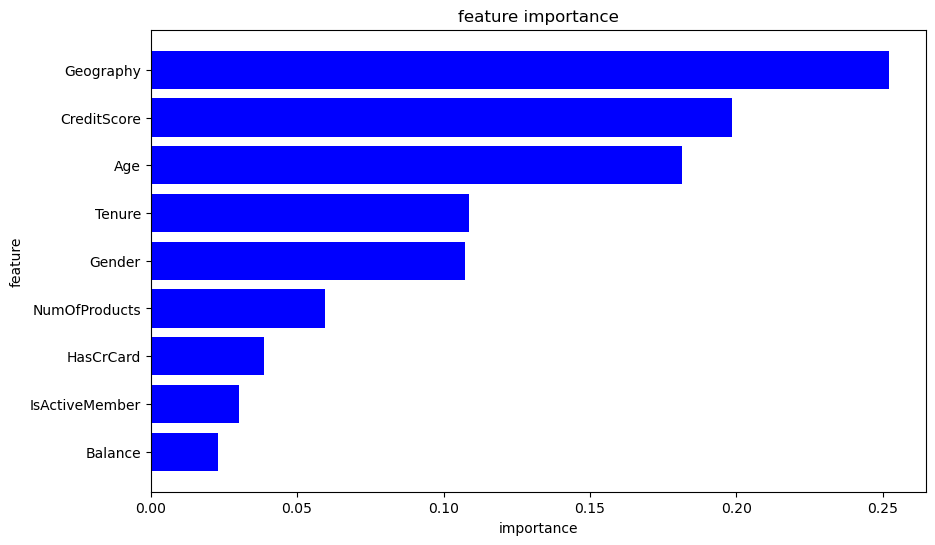 feature importance
Geography
CreditScore
Age
Tenure
Gender
NumOfProducts
HasCrCard
IsActiveMember
Balance
feature
0.00 0.05 0.10 0.15 0.20 0.25
importance